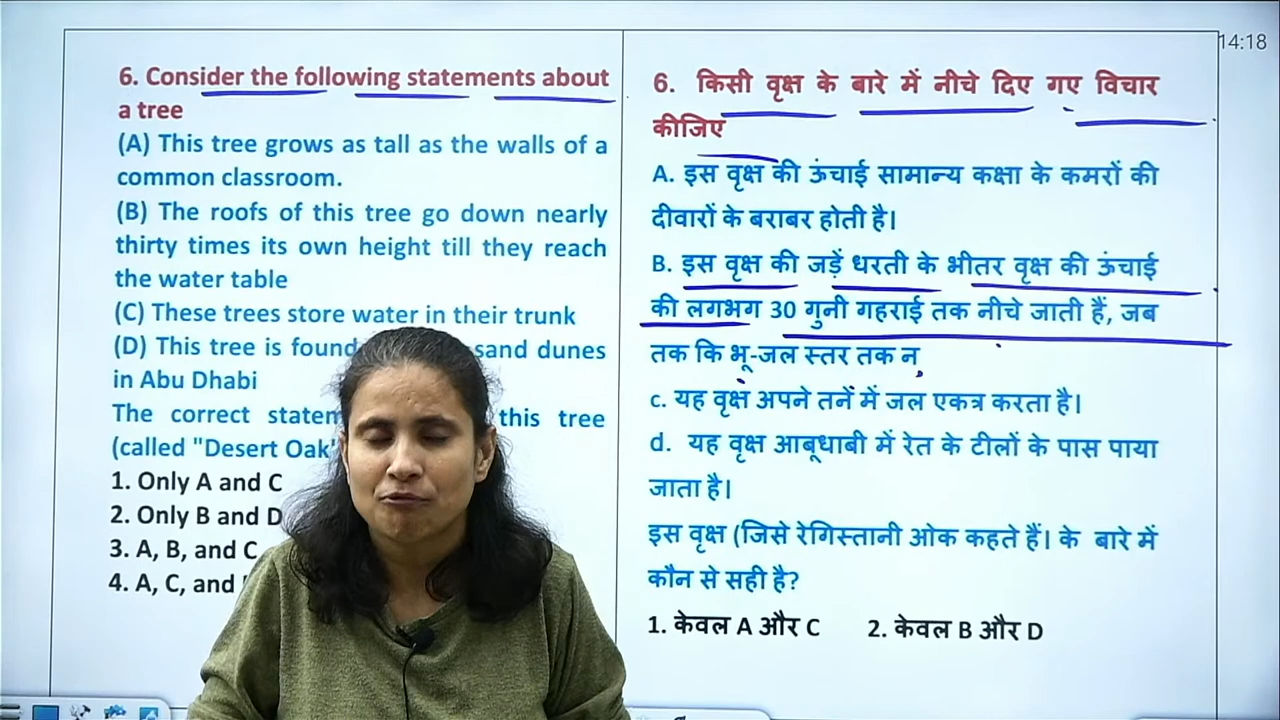 14:18
6. Consider the following statements about
a tree
(A) This tree grows as tall as the walls of a
common classroom.
(B) The roofs of this tree go down nearly
thirty times its own height till they reach
the water table
(C) These trees store water in their trunk
(D) This tree is found sand dunes
in Abu Dhabi
The correct this tree
(called "Desert Oak"
1. Only A and C
2. Only B and D
3. A, B, and C
4. A, C, and
6. किसी वृक्ष के बारे में नीचे दिए गए विचार
कीजिए
A. इस वृक्ष की ऊंचाई सामान्य कक्षा के कमरों की
दीवारों के बराबर होती है।
B. इस वृक्ष की जड़ें धरती के भीतर वृक्ष की ऊंचाई
की लगभग 30 गुनी गहराई तक नीचे जाती हैं, जब
तक कि भू-जल स्तर तक न
c. यह वृक्ष अपने तनें में जल एकत्र करता है।
d. यह वृक्ष आबूधाबी में रेत के टीलों के पास पाया
जाता है।
इस वृक्ष (जिसे रेगिस्तानी ओक कहते हैं। के बारे में
कौन से सही है?
1. केवल A और C 2. केवल B और D